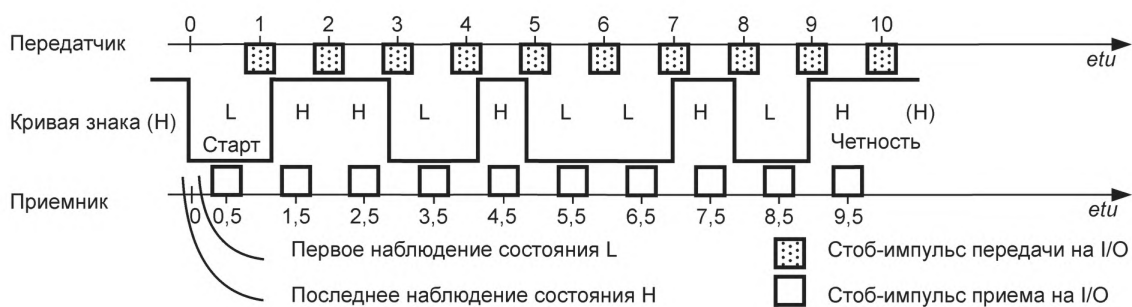 0 1 2 3 4 5 6 7 8 9 10
Передатчик
etu
L H H L H L L H L H (H)
Кривая знака (H)
Старт
Четность
Приемник
0 0,5 1,5 2,5 3,5 4,5 5,5 6,5 7,5 8,5 9,5
etu
Первое наблюдение состояния L
Стоб-импульс передачи на I/O
Последнее наблюдение состояния H
Стоб-импульс приема на I/O